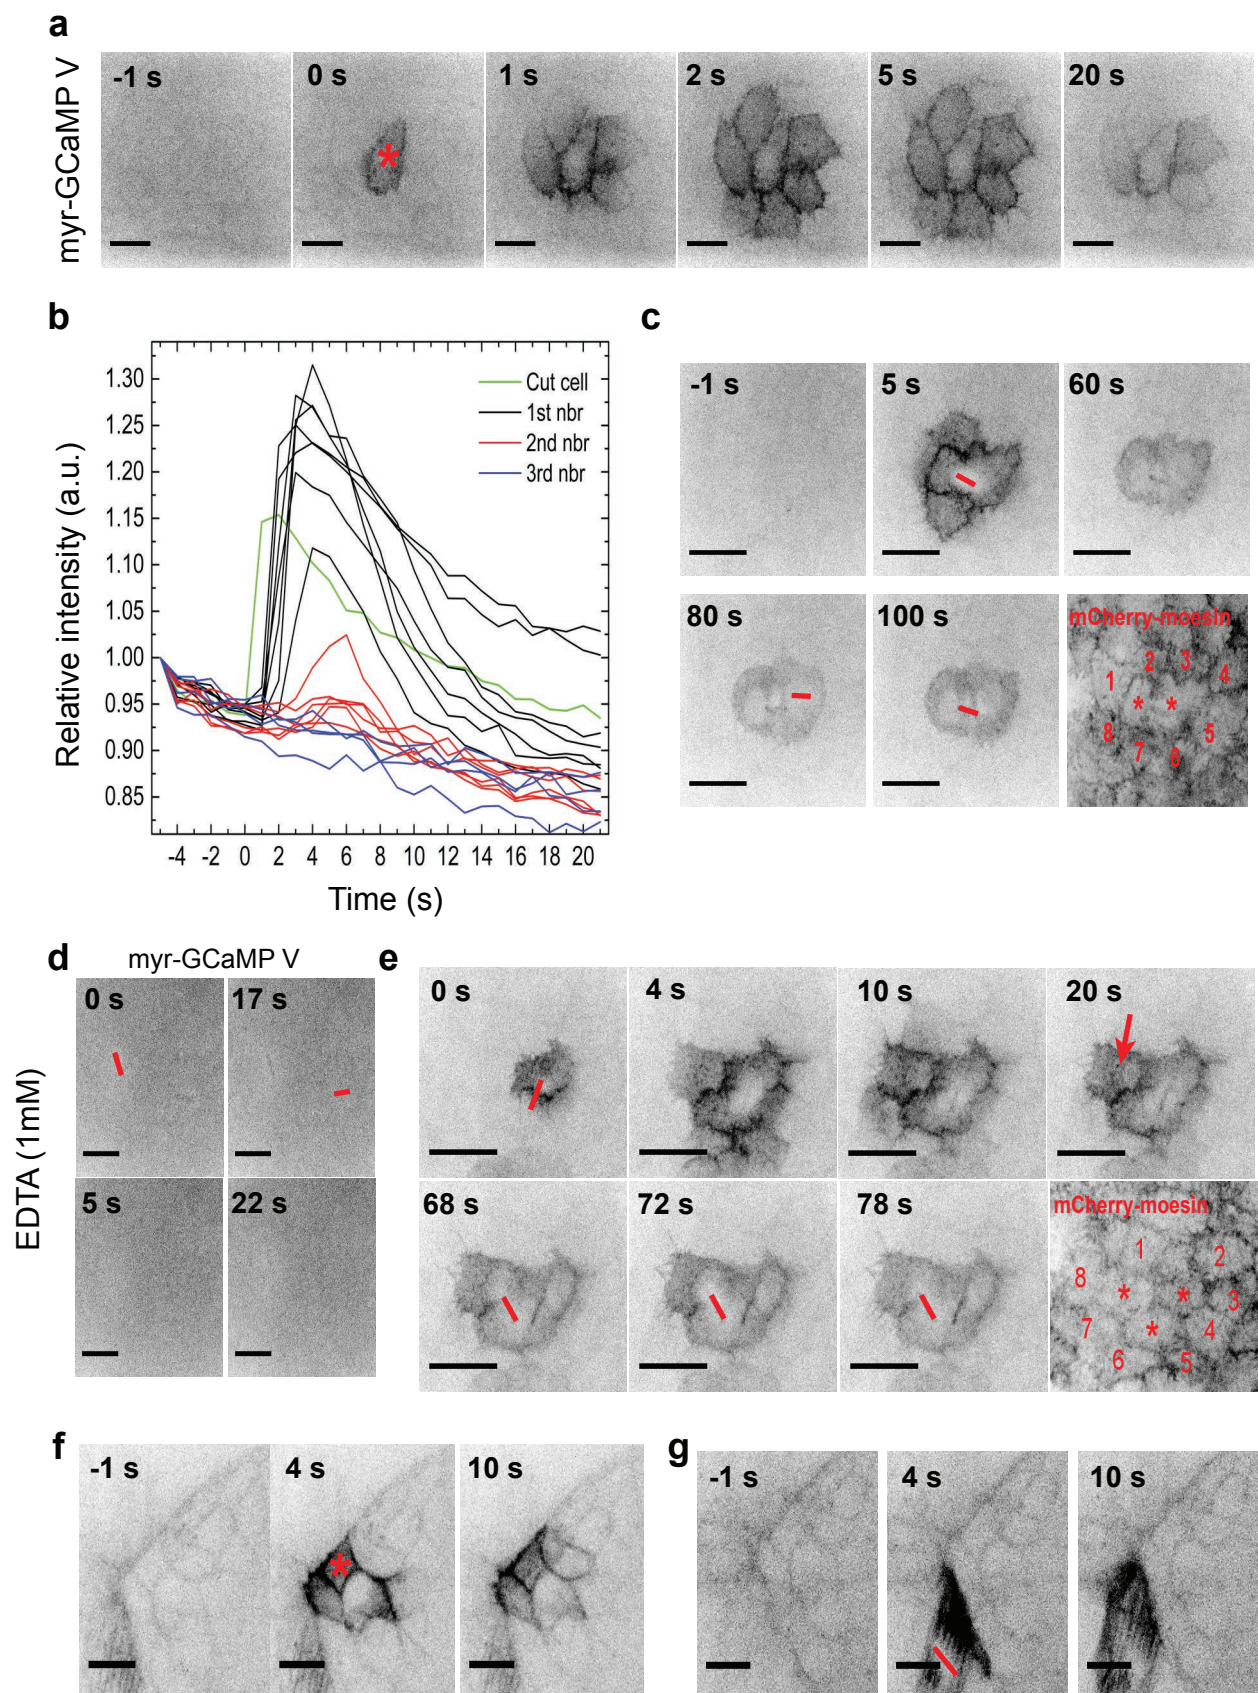 a
myr-GCaMP V
-1 s
0 s
*
1 s
2 s
5 s
20 s
b
Relative intensity (a.u.)
1.30
1.25
1.20
1.15
1.10
1.05
1.00
0.95
0.90
0.85
Cut cell
1st nbr
2nd nbr
3rd nbr
-4 -2 0 2 4 6 8 10 12 14 16 18 20
Time (s)
c
-1 s
5 s
60 s
80 s
100 s
mCherry-moesin
1 2 3 4
* *
8 7 6 5
d
myr-GCaMP V
EDTA (1mM)
0 s
17 s
5 s
22 s
e
0 s
4 s
10 s
20 s
68 s
72 s
78 s
mCherry-moesin
1 2
8 * * 3
7 * 4
6 5
f
-1 s
4 s
*
10 s
g
-1 s
4 s
10 s